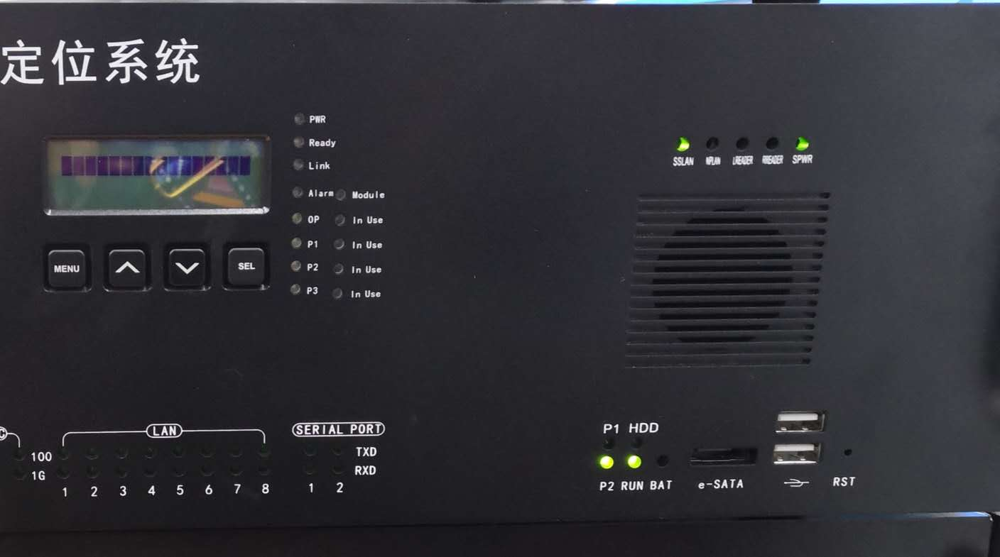 定位系统
PWR
Ready
Link
Alarm Module
OP In Use
P1 In Use
P2 In Use
P3 In Use
MENU SEL
SSLAN NPLAN LREADER RREADER SPWR
LAN
SERIAL PORT
100
1G
1 2 3 4 5 6 7 8
TXD
RXD
1 2
P1 HDD
P2 RUN BAT
e-SATA
RST